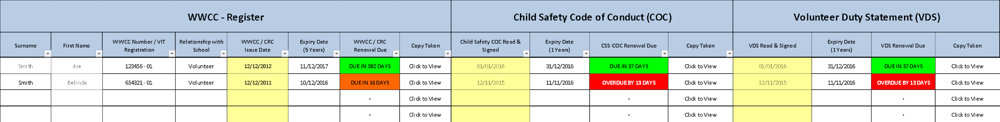 WWCC - Register Child Safety Code of Conduct (COC) Volunteer Duty Statement (VDS)
Surname First Name WWCC Number / VIT Registration Relationship with School WWCC / CRC Issue Date Expiry Date (5 Years) WWCC / CRC Renewal Due Copy Taken Child Safety COC Read & Signed Expiry Date (1 Years) CSS-COC Renewal Due Copy Taken VDS Read & Signed Expiry Date (1 Years) VDS Renewal Due Copy Taken
Smith Joe 123456 - 01 Volunteer 12/12/2012 11/12/2017 DUE IN 382 DAYS Click to View 01/01/2016 31/12/2016 DUE IN 37 DAYS Click to View 01/01/2016 31/12/2016 DUE IN 37 DAYS Click to View
Smith Belinda 654321 - 01 Volunteer 12/12/2011 10/12/2016 DUE IN 16 DAYS Click to View 12/11/2015 11/11/2016 OVERDUE BY 13 DAYS Click to View 12/11/2015 11/11/2016 OVERDUE BY 13 DAYS Click to View
- Click to View - Click to View - Click to View
- Click to View - Click to View - Click to View